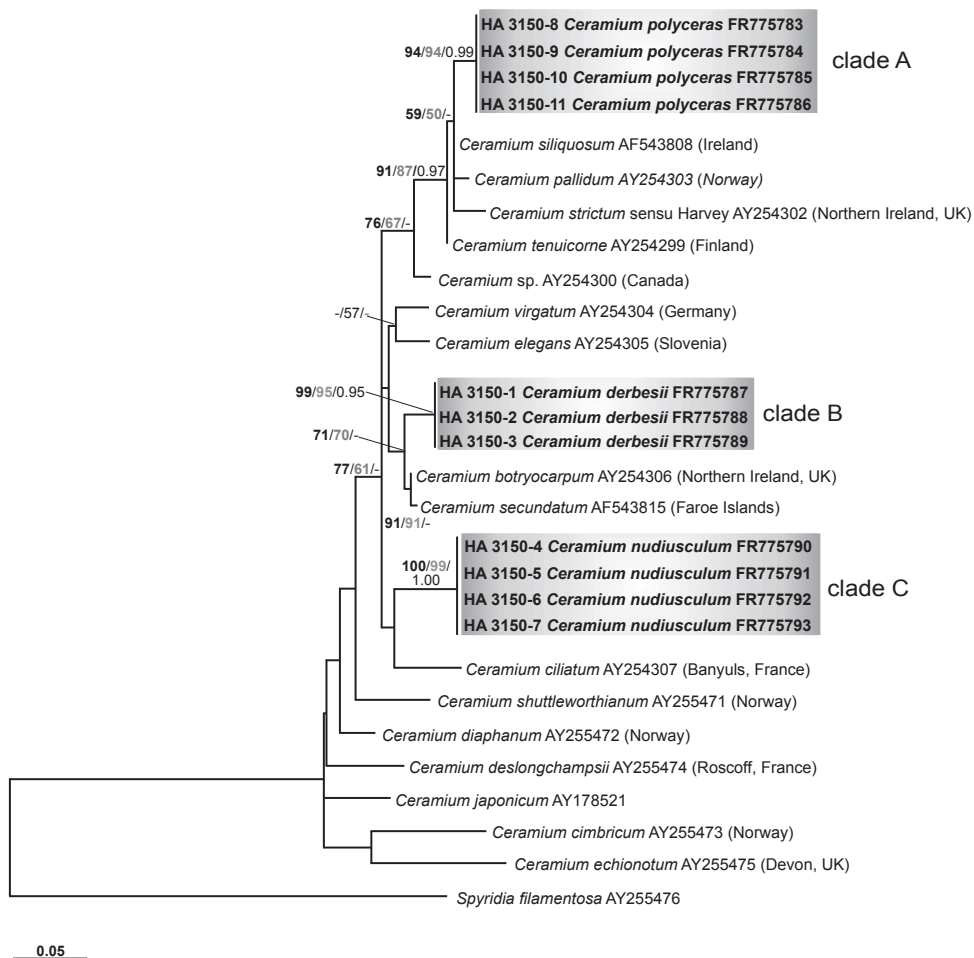 HA 3150-8 Ceramium polyceras FR775783
94/94/0.99
HA 3150-9 Ceramium polyceras FR775784
clade A
HA 3150-10 Ceramium polyceras FR775785
HA 3150-11 Ceramium polyceras FR775786
59/50/-
Ceramium siliquosum AF543808 (Ireland)
91/87/0.97
Ceramium pallidum AY254303 (Norway)
Ceramium strictum sensu Harvey AY254302 (Northern Ireland, UK)
76/67/-
Ceramium tenuicorne AY254299 (Finland)
Ceramium sp. AY254300 (Canada)
-/57/-
Ceramium virgatum AY254304 (Germany)
Ceramium elegans AY254305 (Slovenia)
99/95/0.95
HA 3150-1 Ceramium derbesii FR775787
HA 3150-2 Ceramium derbesii FR775788
clade B
71/70/-
HA 3150-3 Ceramium derbesii FR775789
77/61/-
Ceramium botryocarpum AY254306 (Northern Ireland, UK)
Ceramium secundatum AF543815 (Faroe Islands)
91/91/-
HA 3150-4 Ceramium nudiusculum FR775790
100/99/
1.00
HA 3150-5 Ceramium nudiusculum FR775791
clade C
HA 3150-6 Ceramium nudiusculum FR775792
HA 3150-7 Ceramium nudiusculum FR775793
Ceramium ciliatum AY254307 (Banyuls, France)
Ceramium shuttleworthianum AY255471 (Norway)
Ceramium diaphanum AY255472 (Norway)
Ceramium deslongchampsii AY255474 (Roscoff, France)
Ceramium japonicum AY178521
Ceramium cimbricum AY255473 (Norway)
Ceramium echionotum AY255475 (Devon, UK)
Spyridia filamentosa AY255476
0.05